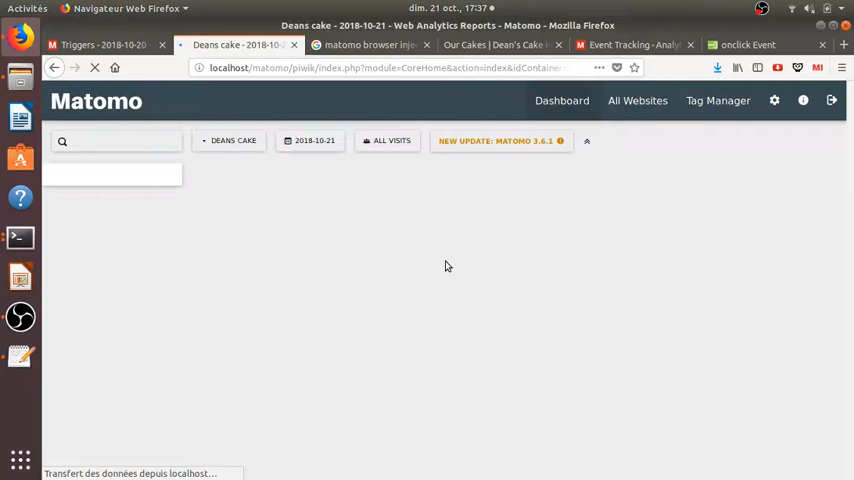 Activités Navigateur Web Firefox dim. 21 oct., 17:37
Deans cake - 2018-10-21 - Web Analytics Reports - Matomo - Mozilla Firefox
Triggers - 2018-10-20 Deans cake - 2018-10- matomo browser inje Our Cakes | Dean's Cake H Event Tracking - Analy onclick Event
localhost/matomo/piwik/index.php?module=CoreHome&action=index&idContaine
Matomo Dashboard All Websites Tag Manager
DEANS CAKE 2018-10-21 ALL VISITS NEW UPDATE: MATOMO 3.6.1
Transfert des données depuis localhost…